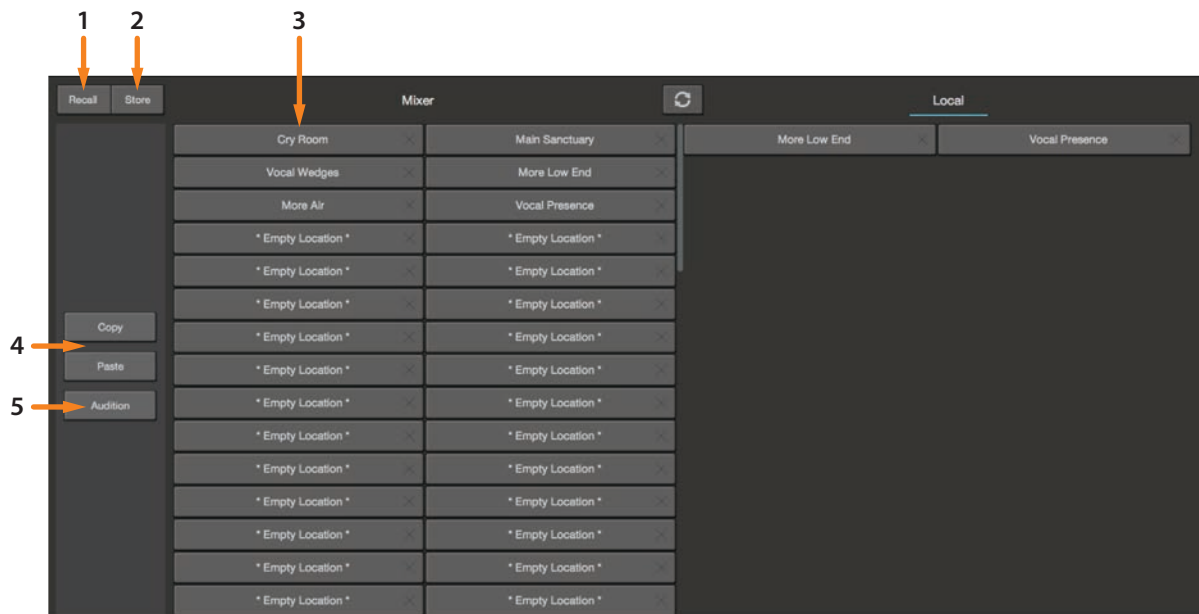 1 2 3
Recall Store Mixer Local
Cry Room Main Sanctuary More Low End Vocal Presence
Vocal Wedges More Low End
More Air Vocal Presence
* Empty Location * * Empty Location *
* Empty Location * * Empty Location *
* Empty Location * * Empty Location *
Copy * Empty Location * * Empty Location *
4
Paste * Empty Location * * Empty Location *
5 Audition * Empty Location * * Empty Location *
* Empty Location * * Empty Location *
* Empty Location * * Empty Location *
* Empty Location * * Empty Location *
* Empty Location * * Empty Location *
* Empty Location * * Empty Location *
* Empty Location * * Empty Location *